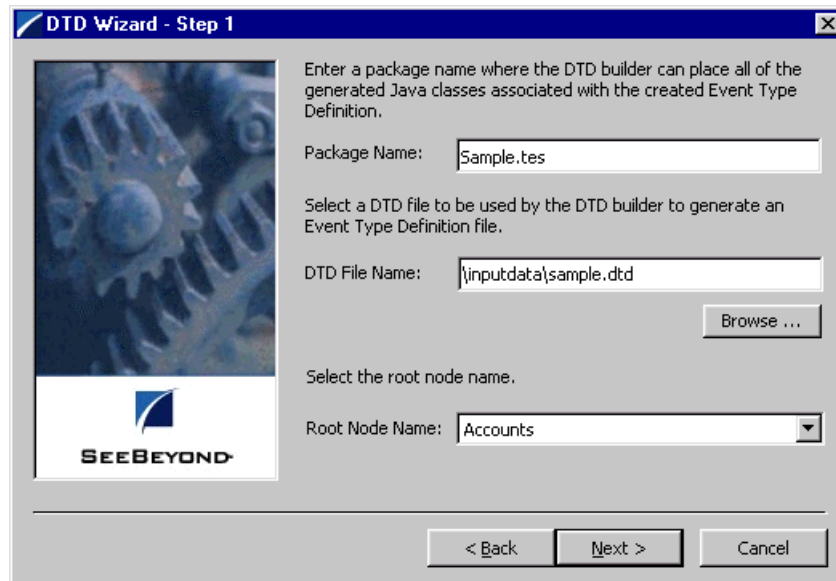 DTD Wizard - Step 1
Enter a package name where the DTD builder can place all of the
generated Java classes associated with the created Event Type
Definition.
Package Name: Sample.tes
Select a DTD file to be used by the DTD builder to generate an
Event Type Definition file.
DTD File Name: \inputdata\sample.dtd
Browse ...
Select the root node name.
Root Node Name: Accounts
SEEBEYOND
< Back Next > Cancel